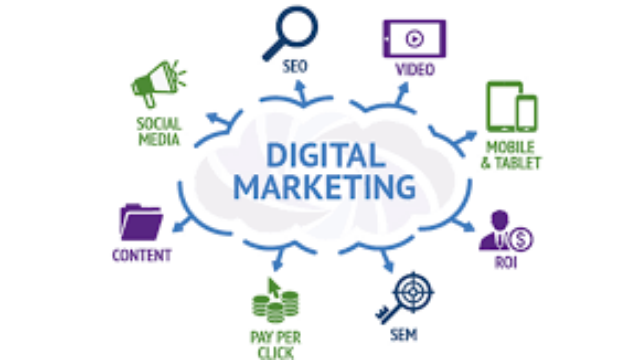 SEO
VIDEO
SOCIAL
MEDIA
MOBILE
& TABLET
DIGITAL
MARKETING
CONTENT
$
ROI
PAY PER
CLICK
SEM